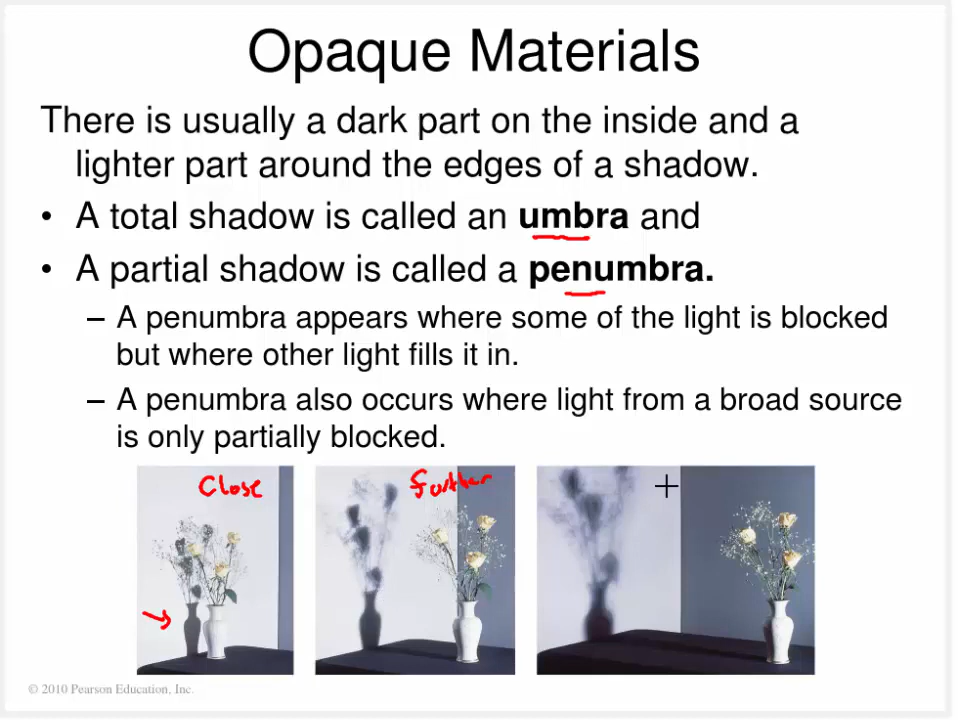 Opaque Materials
There is usually a dark part on the inside and a
lighter part around the edges of a shadow.
• A total shadow is called an umbra and
• A partial shadow is called a penumbra.
– A penumbra appears where some of the light is blocked
but where other light fills it in.
– A penumbra also occurs where light from a broad source
is only partially blocked.
Close
further
© 2010 Pearson Education, Inc.